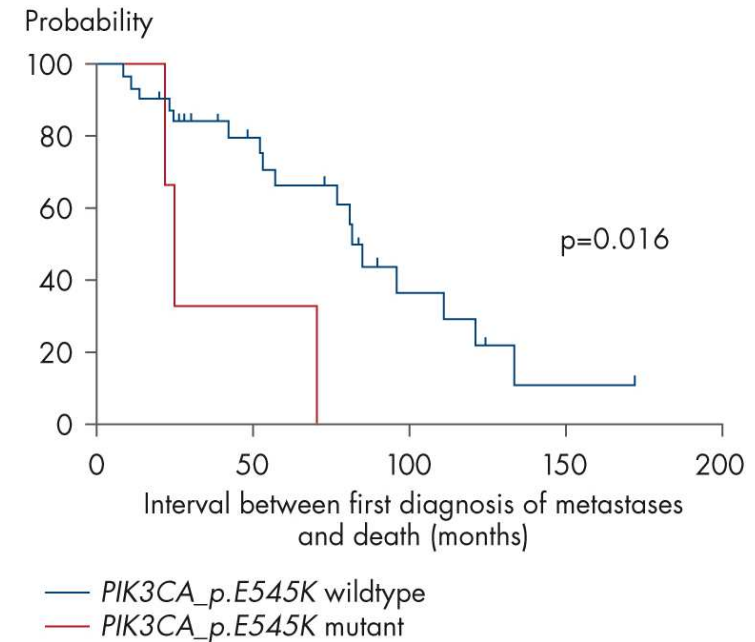 Probability
100
80
60
40
20
0
p=0.016
0 50 100 150 200
Interval between first diagnosis of metastases
and death (months)
PIK3CA_p.E545K wildtype
PIK3CA_p.E545K mutant